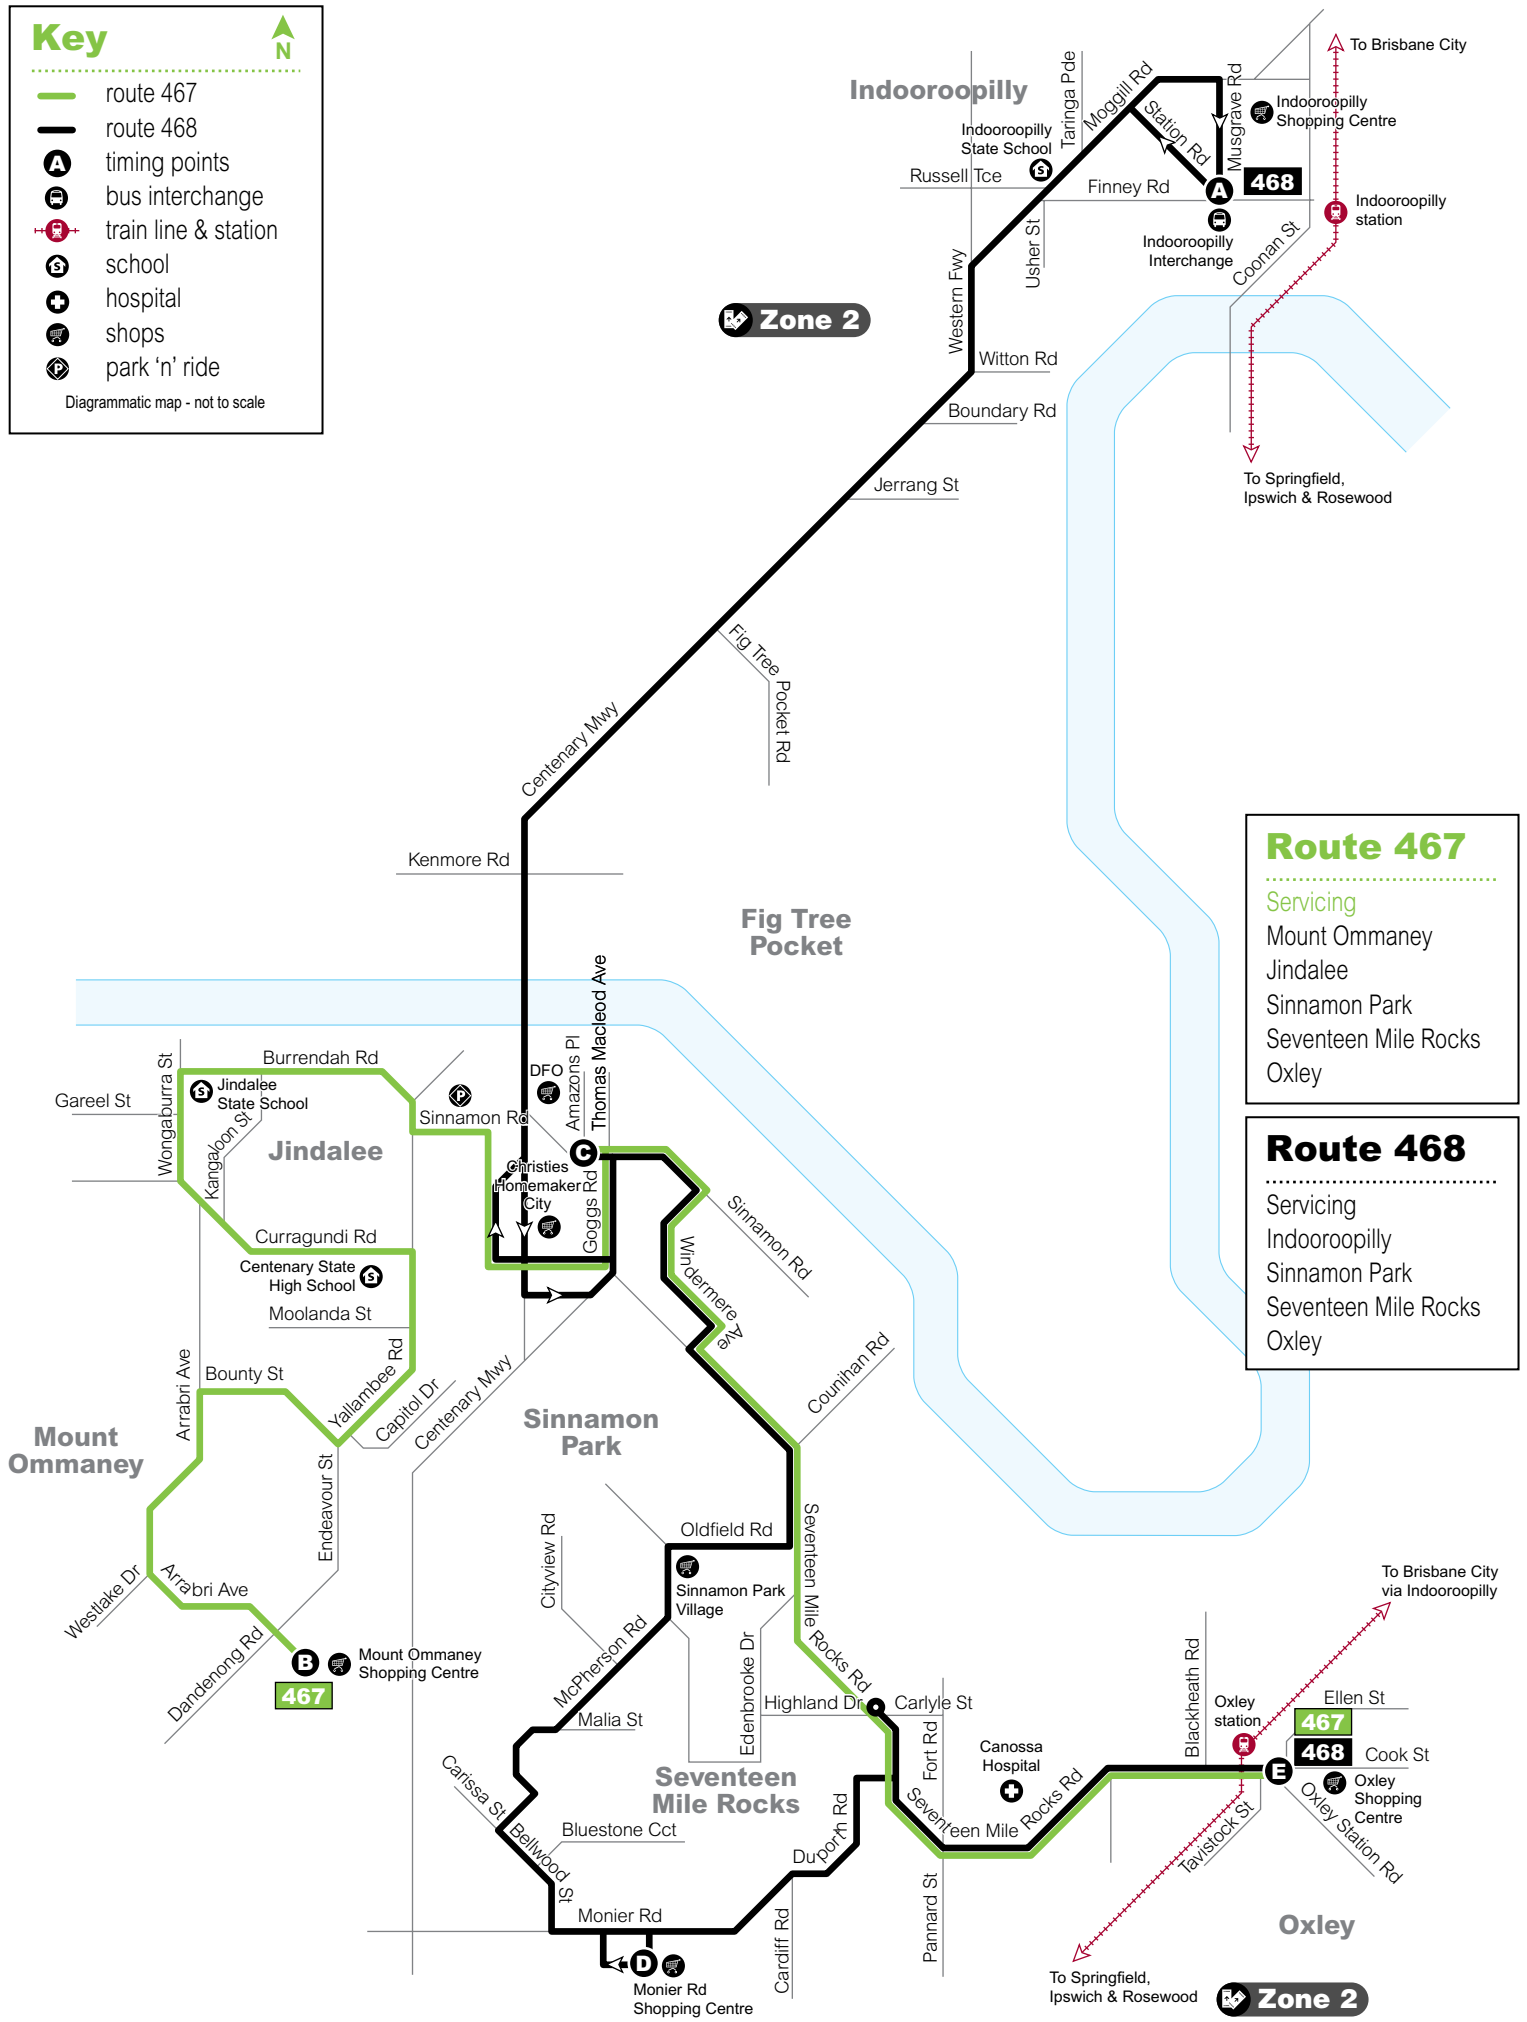 Key
N
route 467
route 468
A
timing points
bus interchange
train line & station
S
school
hospital
shops
P
park ‘n’ ride
Diagrammatic map - not to scale
To Brisbane City
Indooroopilly
Taringa Pde
Moggill Rd
Station Rd
Musgrave Rd
Indooroopilly
Shopping Centre
Indooroopilly
State School
S
Russell Tce
Finney Rd
A
468
Indooroopilly
station
Usher St
Indooroopilly
Interchange
Coonan St
Western Fwy
Zone 2
Witton Rd
Boundary Rd
Jerrang St
To Springfield,
Ipswich & Rosewood
Fig Tree
Pocket Rd
Centenary Mwy
Kenmore Rd
Fig Tree
Pocket
Route 467
Servicing
Mount Ommaney
Jindalee
Sinnamon Park
Seventeen Mile Rocks
Oxley
Route 468
Servicing
Indooroopilly
Sinnamon Park
Seventeen Mile Rocks
Oxley
Thomas Macleod Ave
Amazons Pl
DFO
Burrendah Rd
Wongaburra St
S
Jindalee
State School
Gareel St
Kangaloon St
Jindalee
P
Sinnamon Rd
C
Christies
Homemaker
City
Goggs Rd
Sinnamon Rd
Windermere
Ave
Curragundi Rd
Centenary State
High School
S
Moolanda St
Yallambee Rd
Capitol Dr
Centenary Mwy
Counihan Rd
Arrabri Ave
Bounty St
Mount
Ommaney
Sinnamon
Park
Endeavour St
Westlake Dr
Arrabri Ave
Dandenong Rd
B
Mount Ommaney
Shopping Centre
467
Cityview Rd
Oldfield Rd
Sinnamon Park
Village
McPherson Rd
Seventeen Mile Rocks Rd
Edenbrooke Dr
Highland Dr
Carlyle St
Malia St
Carissa St
Seventeen
Mile Rocks
Bellwood
St
Bluestone Cct
Duporth Rd
Monier Rd
D
Monier Rd
Shopping Centre
Cardiff Rd
Fort Rd
Canossa
Hospital
Seventeen Mile Rocks Rd
Pannard St
Blackheath Rd
To Brisbane City
via Indooroopilly
Oxley
station
Ellen St
467
468
E
Cook St
Oxley
Shopping
Centre
Oxley Station Rd
Tavistock St
Oxley
To Springfield,
Ipswich & Rosewood
Zone 2